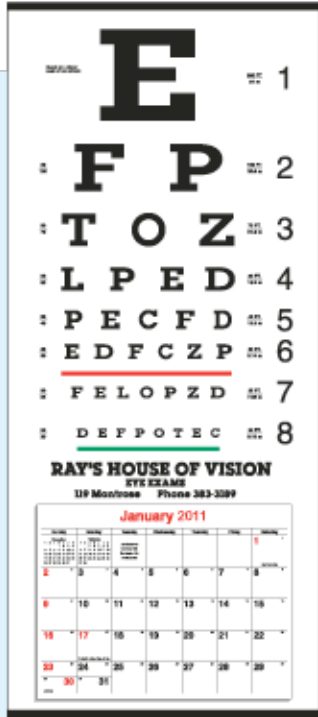 E 1
F P 2
T O Z 3
L P E D 4
P E C F D 5
E D F C Z P 6
F E L O P Z D 7
D E F P O T E C 8
RAY'S HOUSE OF VISION
EYE EXAMS
119 Montrose Phone 383-3189
January 2011
1
2 3 4 5 6 7 8
9 10 11 12 13 14 15
16 17 18 19 20 21 22
23 24 25 26 27 28 29
30 31